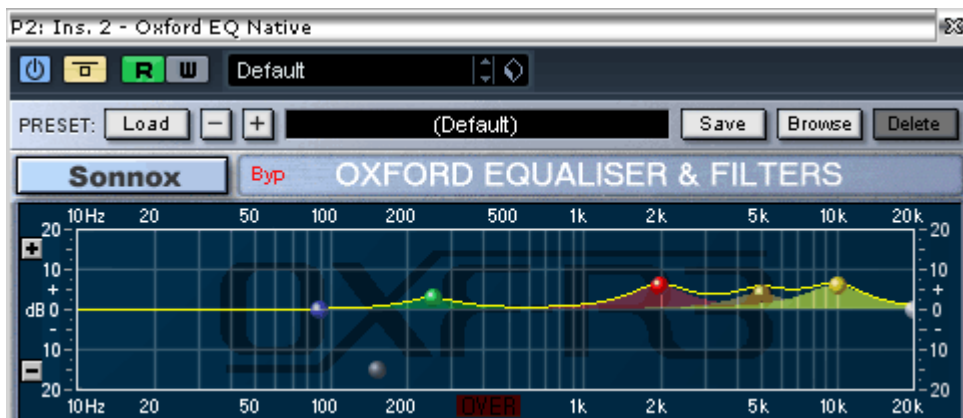 P2: Ins. 2 - Oxford EQ Native
R W Default
PRESET: Load - + (Default) Save Browse Delete
Sonnox Byp OXFORD EQUALISER & FILTERS
10Hz 20 50 100 200 500 1k 2k 5k 10k 20k
20 20
+
10 10
+ +
dB 0 0
- -
10 10
-
20 20
OXFR3
OVER
10Hz 20 50 100 200 1k 2k 5k 10k 20k